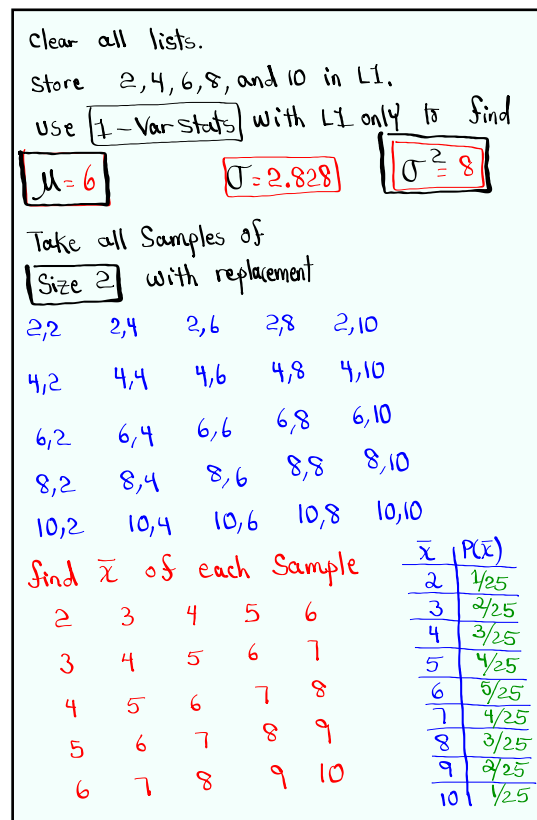 Clear all lists.
Store 2, 4, 6, 8, and 10 in L1.
Use 1-Var Stats with L1 only to find
μ = 6 σ = 2.828 σ² = 8
Take all Samples of
Size 2 with replacement
2,2 2,4 2,6 2,8 2,10
4,2 4,4 4,6 4,8 4,10
6,2 6,4 6,6 6,8 6,10
8,2 8,4 8,6 8,8 8,10
10,2 10,4 10,6 10,8 10,10
find x̄ of each Sample
2 3 4 5 6
3 4 5 6 7
4 5 6 7 8
5 6 7 8 9
6 7 8 9 10
x̄ P(x̄)
2 1/25
3 2/25
4 3/25
5 4/25
6 5/25
7 4/25
8 3/25
9 2/25
10 1/25